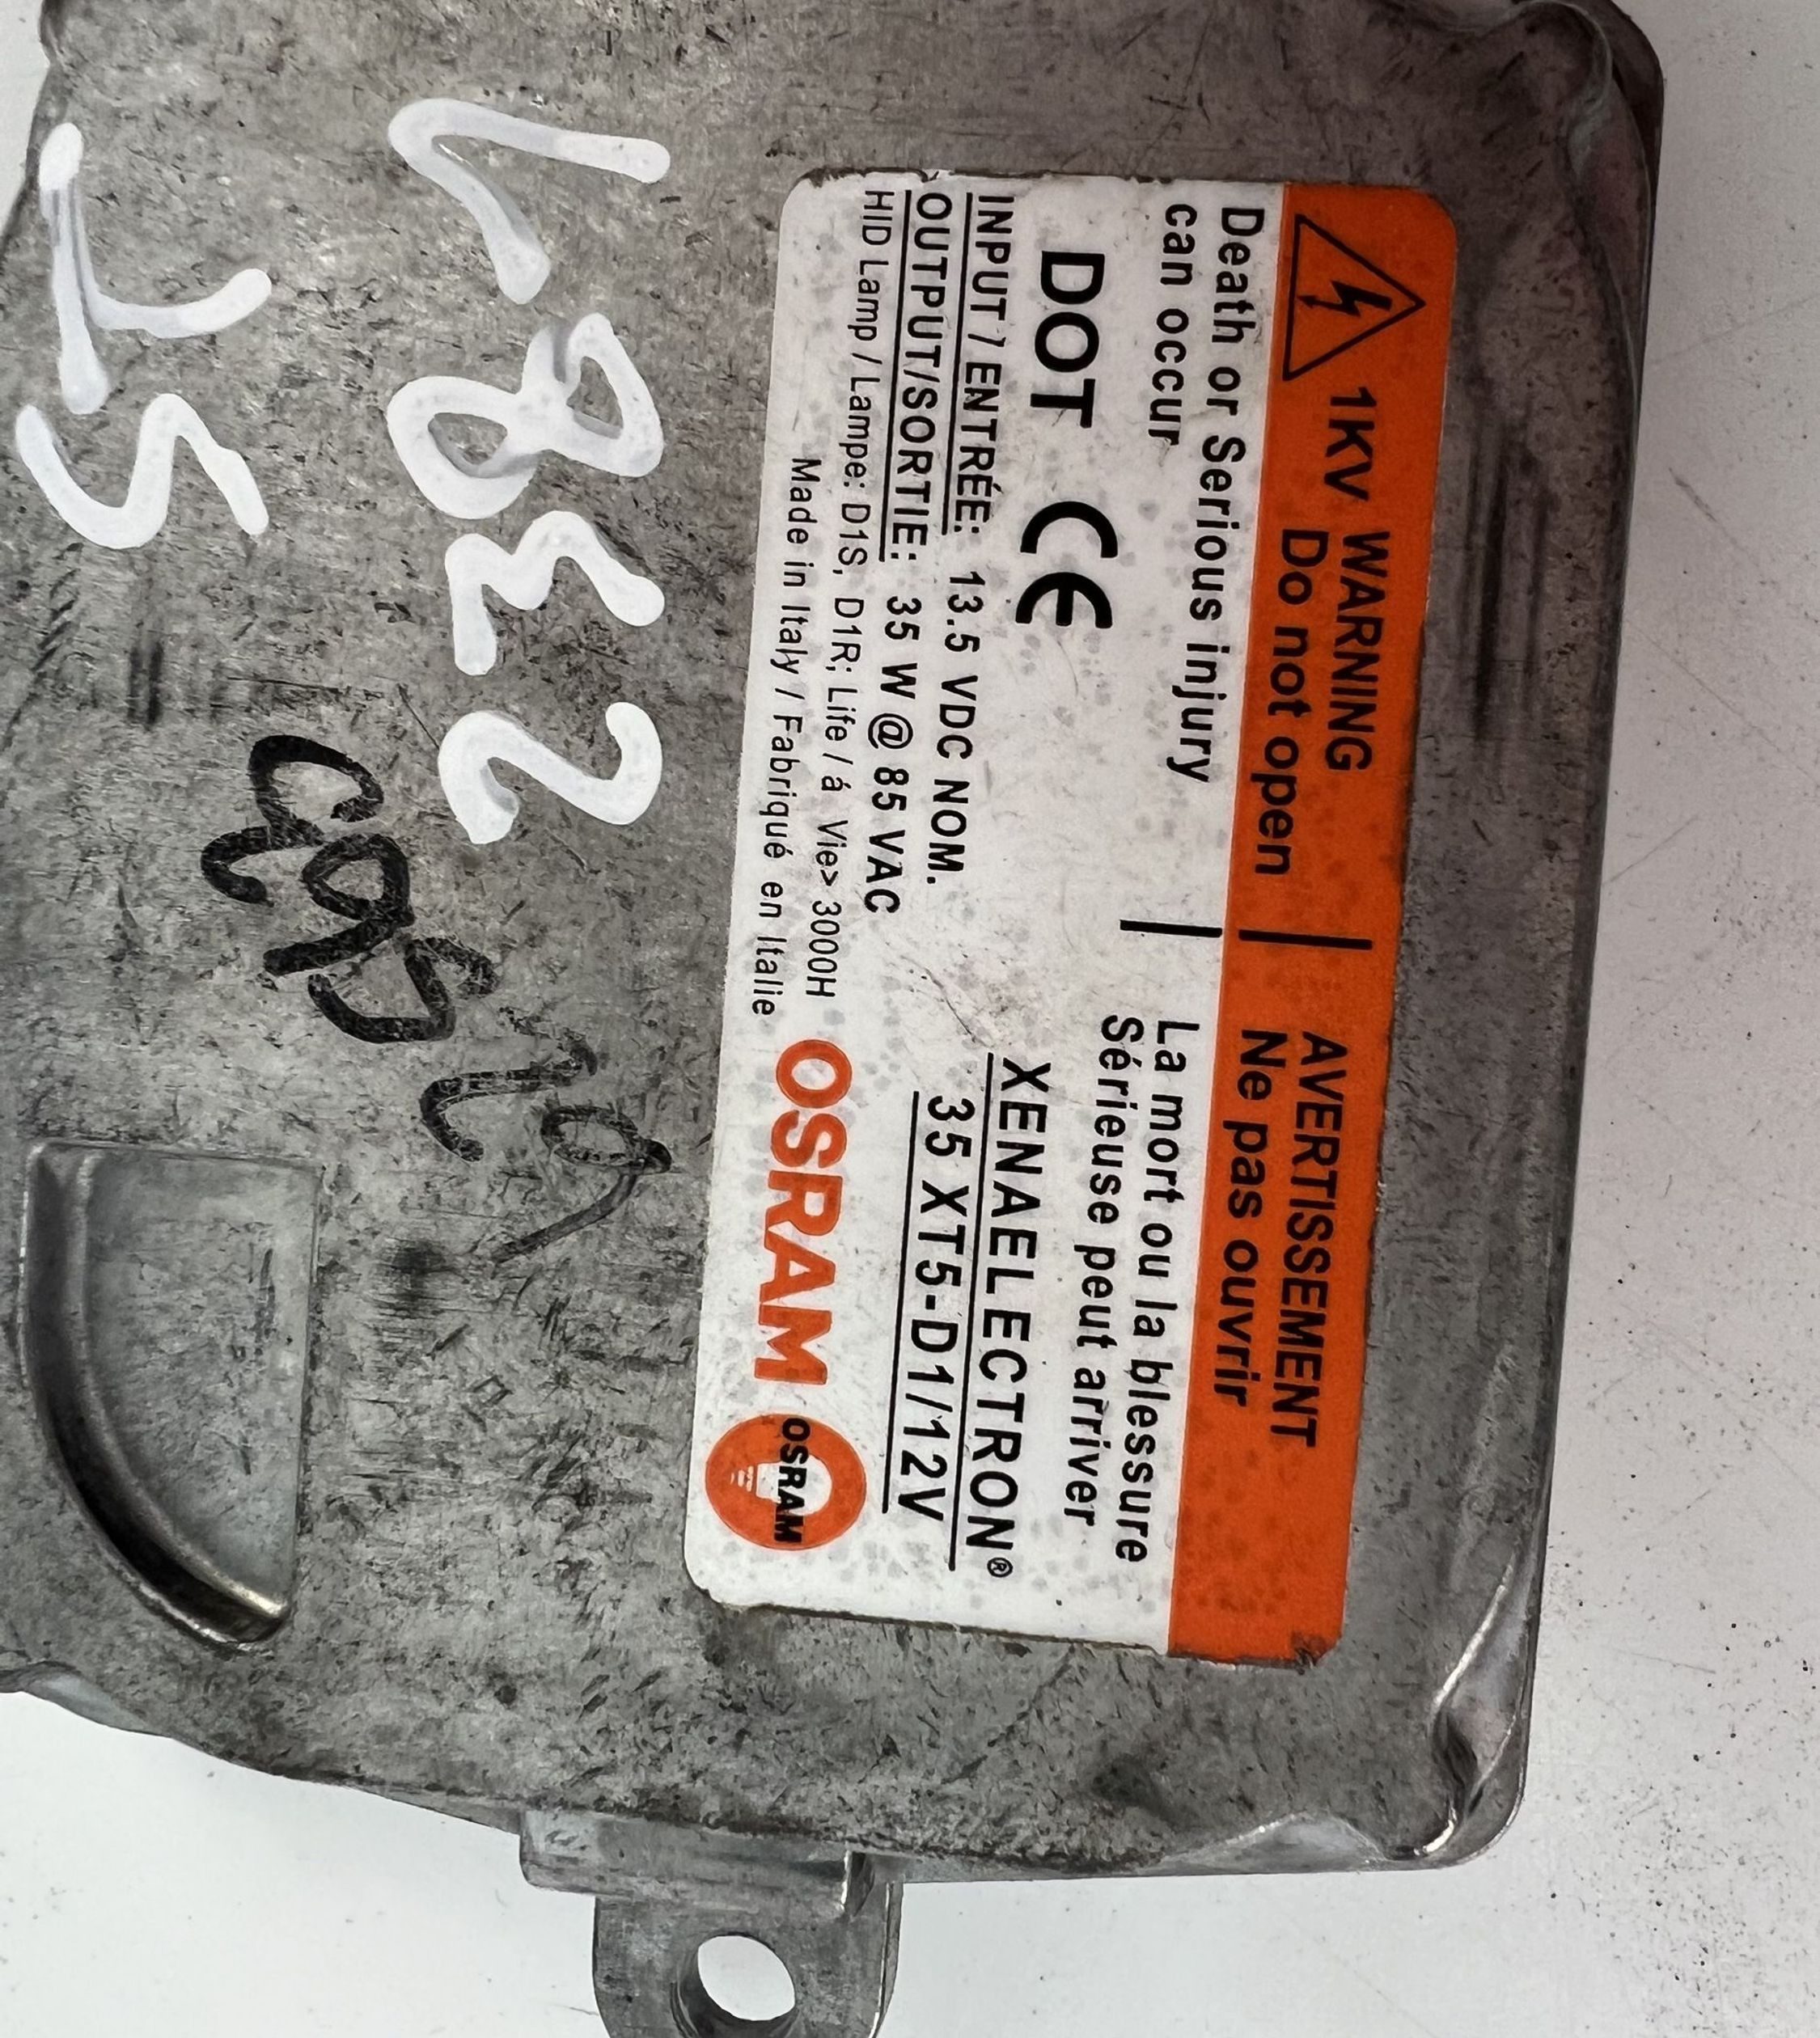 1KV WARNING | AVERTISSEMENT
Do not open | Ne pas ouvrir
Death or Serious injury | La mort ou la blessure
can occur | Sérieuse peut arriver
DOT CE
XENAELECTRON®
35 XT5-D1/12V
INPUT / ENTRÉE: 13.5 VDC NOM.
OUTPUT/SORTIE: 35 W @ 85 VAC
HID Lamp / Lampe: D1S, D1R; Life / á Vie> 3000H
Made in Italy / Fabriqué en Italie
OSRAM
OSRAM